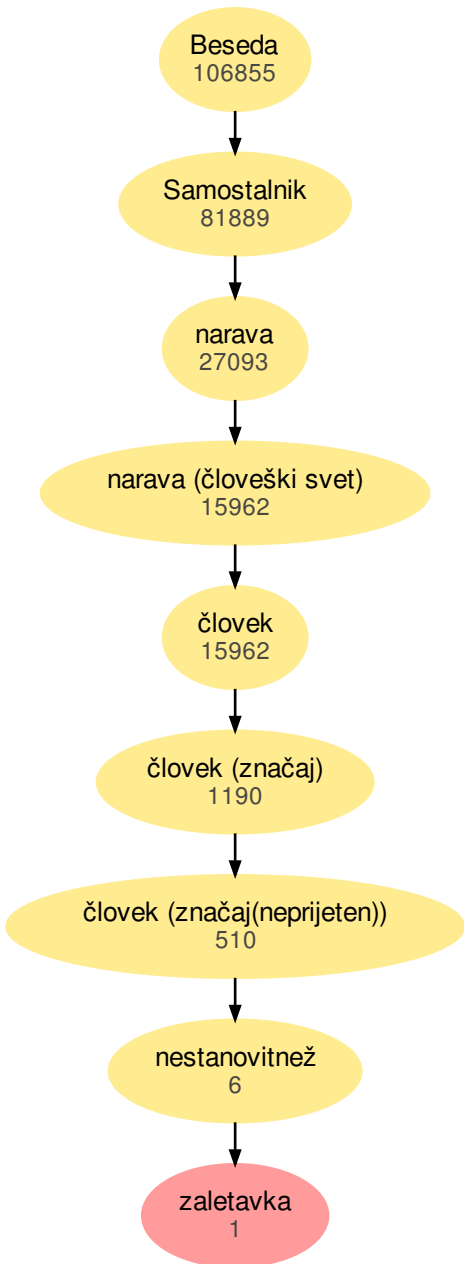 Beseda
106855
Samostalnik
81889
narava
27093
narava (človeški svet)
15962
človek
15962
človek (značaj)
1190
človek (značaj(neprijeten))
510
nestanovitnež
6
zaletavka
1